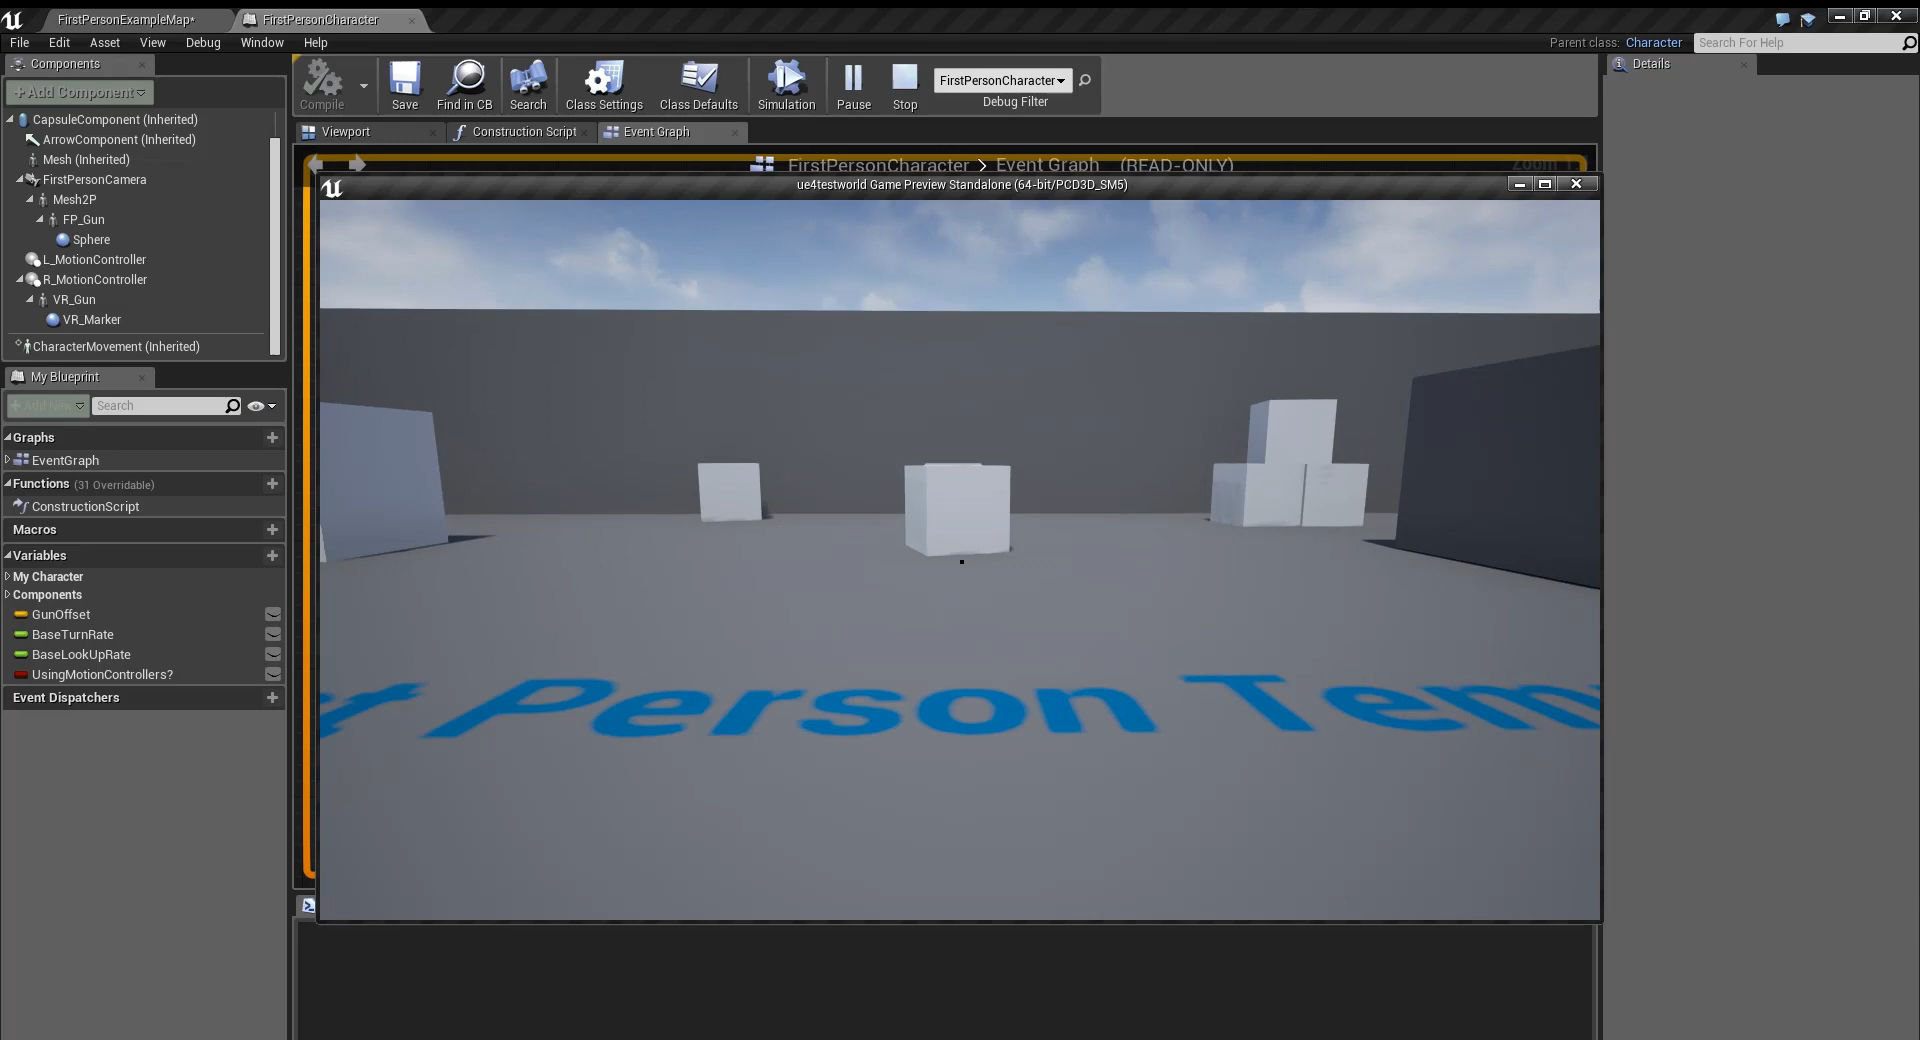 FirstPersonExampleMap*
FirstPersonCharacter
File Edit Asset View Debug Window Help
Parent class: Character
Search For Help
Components
+Add Component
CapsuleComponent (Inherited)
ArrowComponent (Inherited)
Mesh (Inherited)
FirstPersonCamera
Mesh2P
FP_Gun
Sphere
L_MotionController
R_MotionController
VR_Gun
VR_Marker
CharacterMovement (Inherited)
My Blueprint
+ Add New
Search
Graphs
EventGraph
Functions (31 Overridable)
ConstructionScript
Macros
Variables
My Character
Components
GunOffset
BaseTurnRate
BaseLookUpRate
UsingMotionControllers?
Event Dispatchers
Compile
Save
Find in CB
Search
Class Settings
Class Defaults
Simulation
Pause
Stop
FirstPersonCharacter
Debug Filter
Viewport
Construction Script
Event Graph
FirstPersonCharacter > Event Graph (READ-ONLY)
Zoom
ue4testworld Game Preview Standalone (64-bit/PCD3D_SM5)
t Person Tem
Details